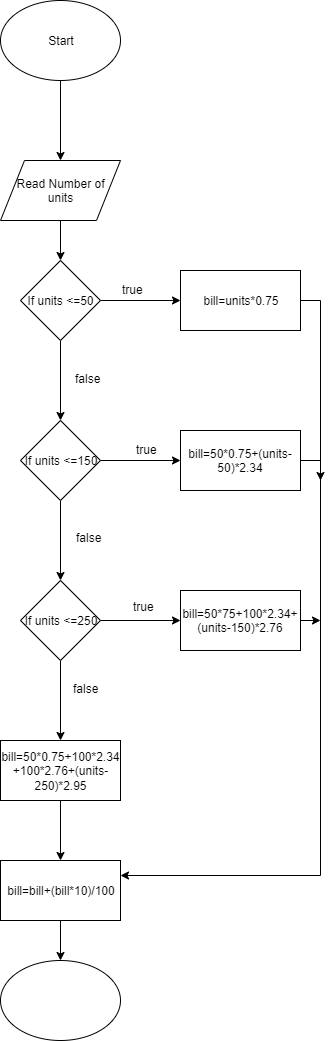 Start
Read Number of
units
If units <=50
true
bill=units*0.75
false
If units <=150
true
bill=50*0.75+(units-
50)*2.34
false
If units <=250
true
bill=50*75+100*2.34+
(units-150)*2.76
false
bill=50*0.75+100*2.34
+100*2.76+(units-
250)*2.95
bill=bill+(bill*10)/100